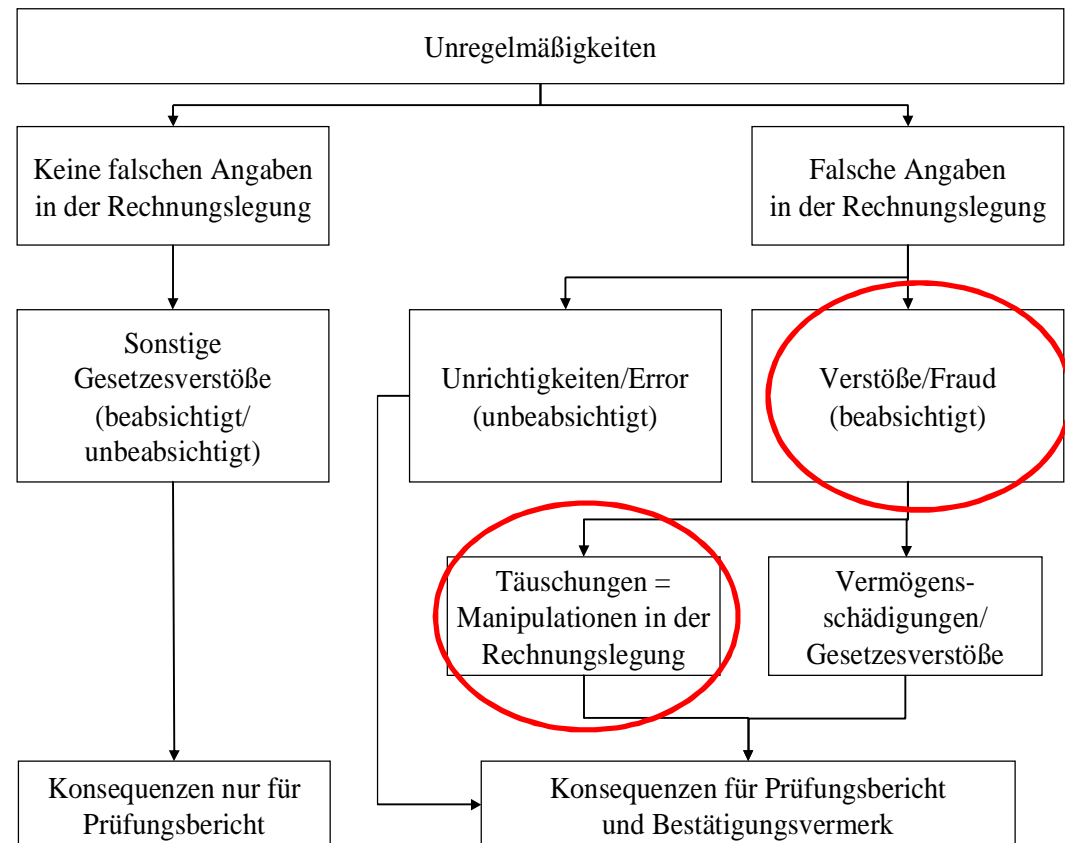 Unregelmäßigkeiten
Keine falschen Angaben
in der Rechnungslegung
Falsche Angaben
in der Rechnungslegung
Sonstige
Gesetzesverstöße
(beabsichtigt/
unbeabsichtigt)
Unrichtigkeiten/Error
(unbeabsichtigt)
Verstöße/Fraud
(beabsichtigt)
Täuschungen =
Manipulationen in der
Rechnungslegung
Vermögens-
schädigungen/
Gesetzesverstöße
Konsequenzen nur für
Prüfungsbericht
Konsequenzen für Prüfungsbericht
und Bestätigungsvermerk